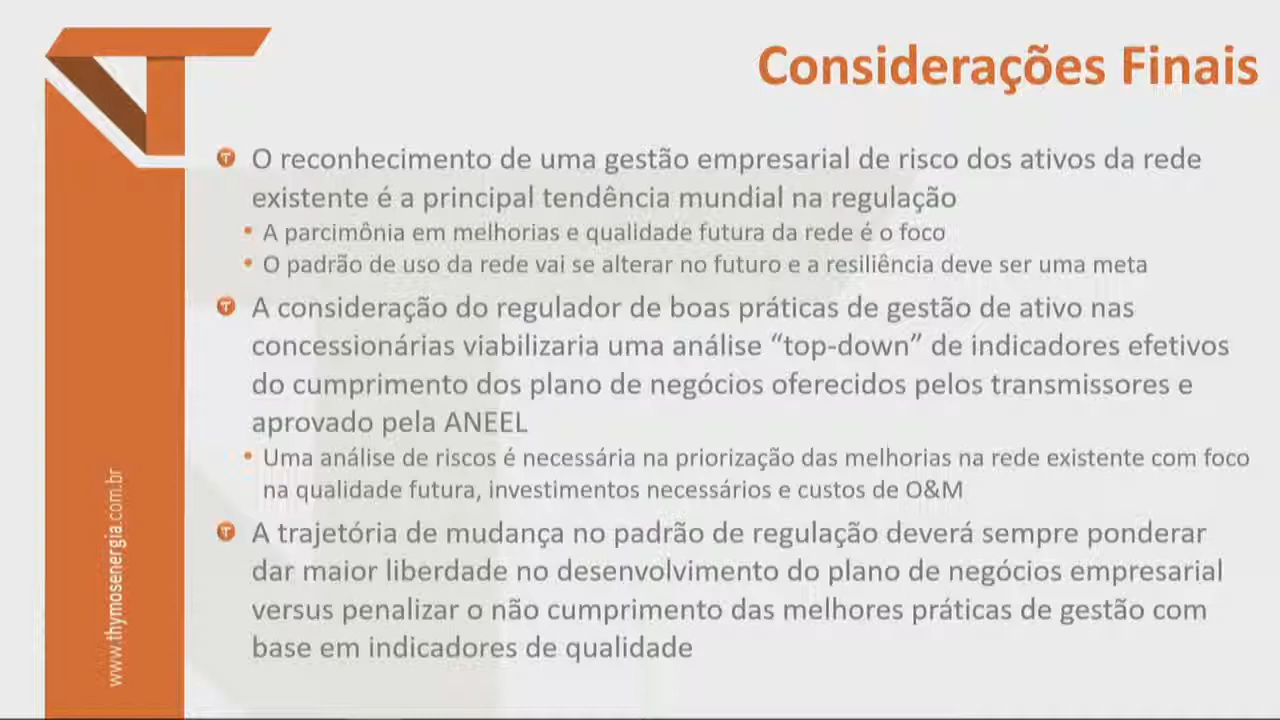 Considerações Finais
O reconhecimento de uma gestão empresarial de risco dos ativos da rede
existente é a principal tendência mundial na regulação
• A parcimônia em melhorias e qualidade futura da rede é o foco
• O padrão de uso da rede vai se alterar no futuro e a resiliência deve ser uma meta
A consideração do regulador de boas práticas de gestão de ativo nas
concessionárias viabilizaria uma análise “top-down” de indicadores efetivos
do cumprimento dos plano de negócios oferecidos pelos transmissores e
aprovado pela ANEEL
• Uma análise de riscos é necessária na priorização das melhorias na rede existente com foco
na qualidade futura, investimentos necessários e custos de O&M
A trajetória de mudança no padrão de regulação deverá sempre ponderar
dar maior liberdade no desenvolvimento do plano de negócios empresarial
versus penalizar o não cumprimento das melhores práticas de gestão com
base em indicadores de qualidade
www.thymosenergia.com.br